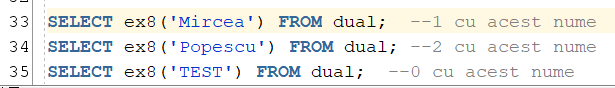 33 SELECT ex8('Mircea') FROM dual;  --1 cu acest nume
34 SELECT ex8('Popescu') FROM dual; --2 cu acest nume
35 SELECT ex8('TEST') FROM dual;  --0 cu acest nume